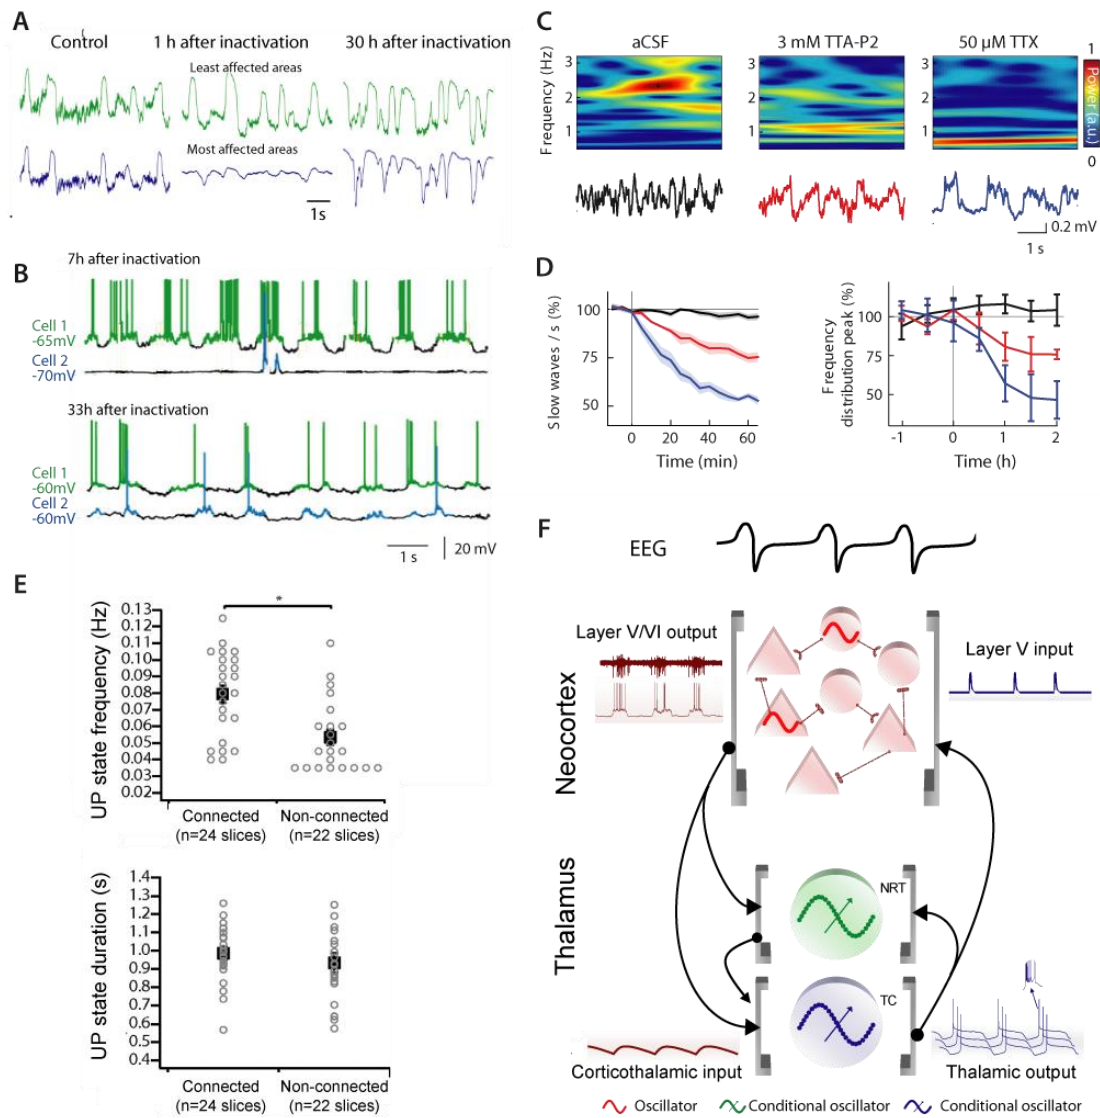 A
Control
1 h after inactivation
30 h after inactivation
Least affected areas
Most affected areas
1s
B
7h after inactivation
Cell 1
-65mV
Cell 2
-70mV
33h after inactivation
Cell 1
-60mV
Cell 2
-60mV
1 s
20 mV
C
aCSF
3 mM TTA-P2
50 µM TTX
Frequency (Hz)
3
2
1
3
2
1
3
2
1
1
Power (a.u.)
0
0.2 mV
1 s
D
Slow waves / s (%)
100
75
50
0
20
40
60
Time (min)
Frequency
distribution peak (%)
100
75
50
-1
0
1
2
Time (h)
E
*
UP state frequency (Hz)
0.13
0.12
0.11
0.10
0.09
0.08
0.07
0.06
0.05
0.04
0.03
0.02
Connected
(n=24 slices)
Non-connected
(n=22 slices)
UP state duration (s)
1.4
1.3
1.2
1.1
1.0
0.9
0.8
0.7
0.6
0.5
0.4
Connected
(n=24 slices)
Non-connected
(n=22 slices)
F
EEG
Layer V/VI output
Layer V input
Neocortex
Thalamus
NRT
TC
Corticothalamic input
Thalamic output
Oscillator
Conditional oscillator
Conditional oscillator